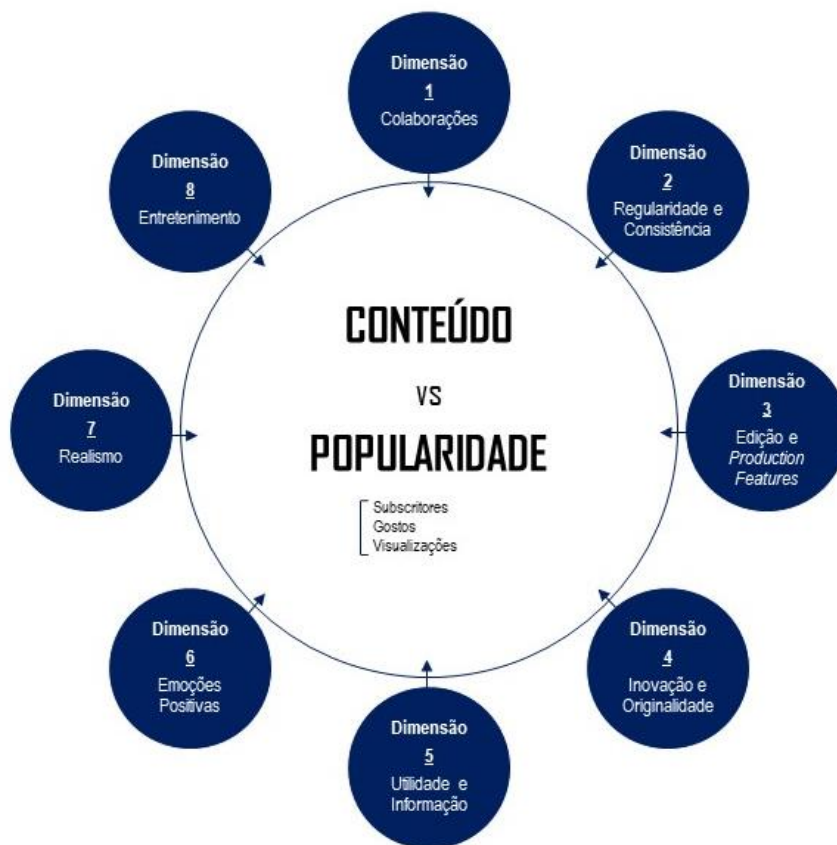 Dimensão
1
Colaborações
Dimensão
2
Regularidade e
Consistência
Dimensão
3
Edição e
Production
Features
Dimensão
4
Inovação e
Originalidade
Dimensão
5
Utilidade e
Informação
Dimensão
6
Emoções
Positivas
Dimensão
7
Realismo
Dimensão
8
Entretenimento
CONTEÚDO
VS
POPULARIDADE
Subscritores
Gostos
Visualizações